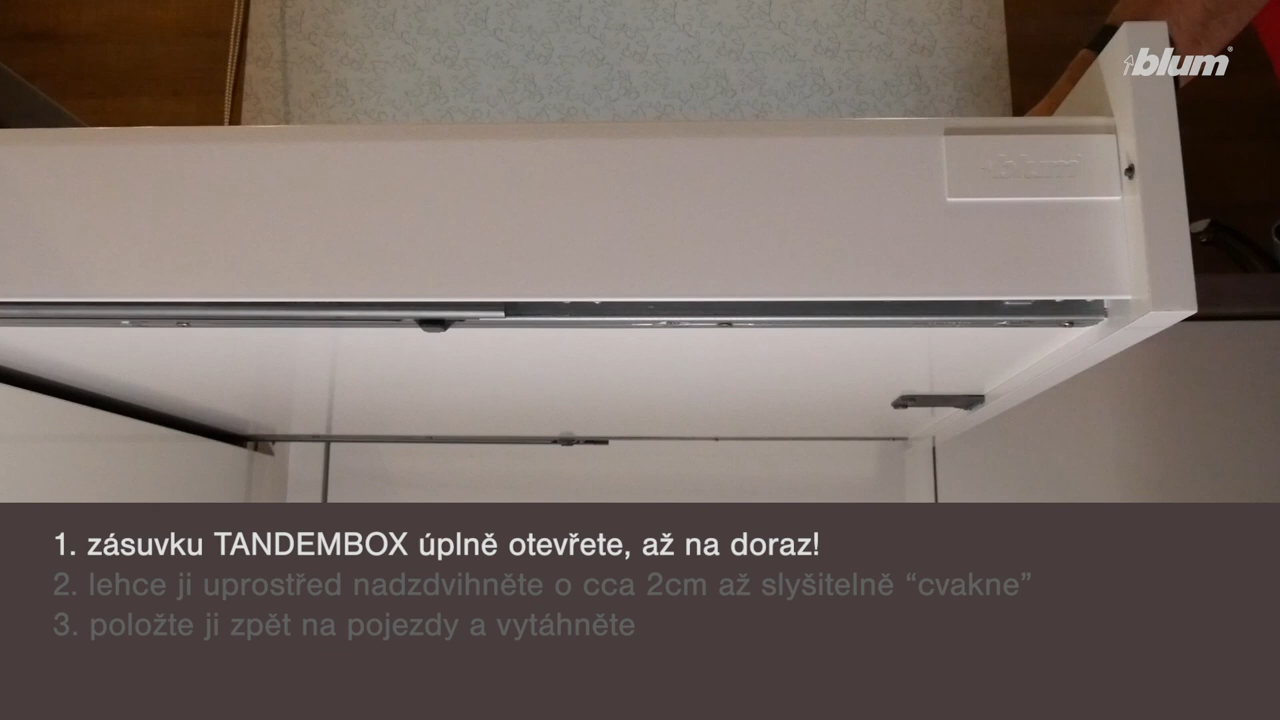 blum
blum
1. zásuvku TANDEMBOX úplně otevřete, až na doraz!
2. lehce ji uprostřed nadzdvihněte o cca 2cm až slyšitelně “cvakne”
3. položte ji zpět na pojezdy a vytáhněte